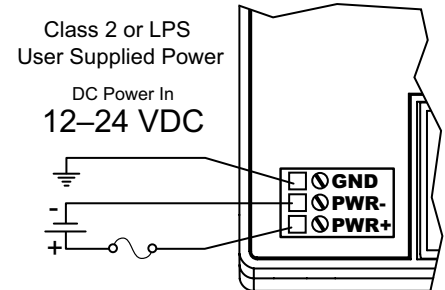 Class 2 or LPS
User Supplied Power
DC Power In
12–24 VDC
GND
PWR-
PWR+
-
+